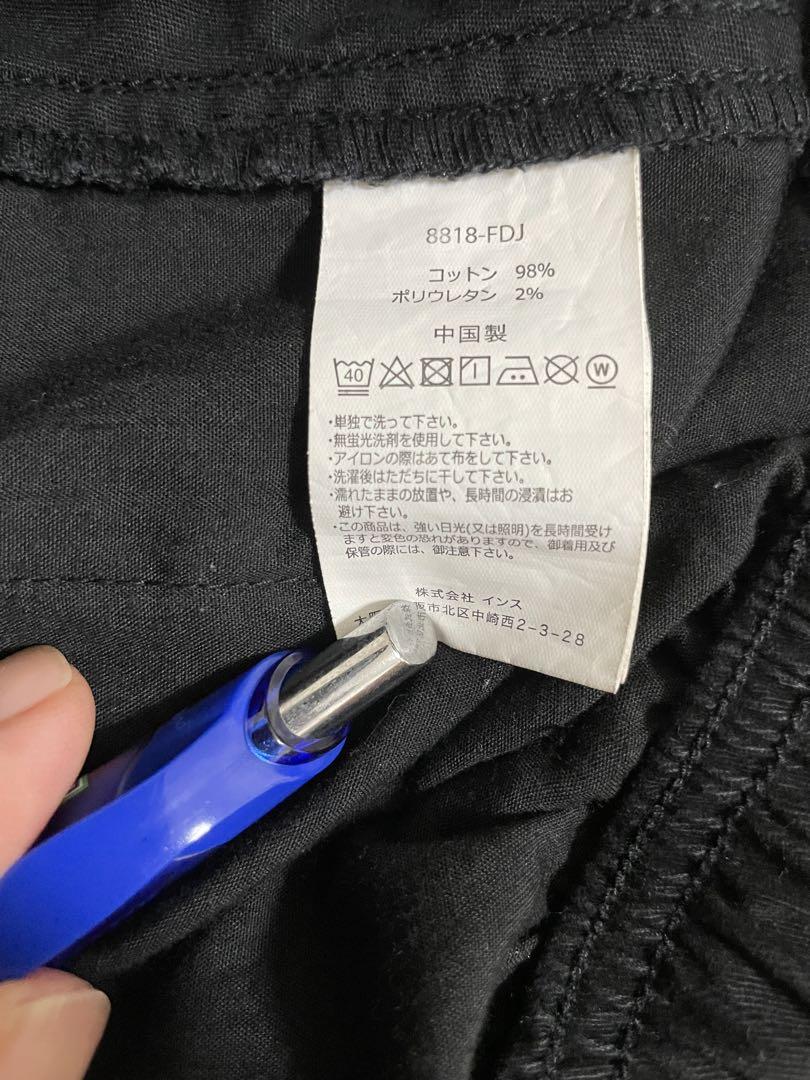 8818-FDJ
コットン 98%
ポリウレタン 2%
中国製
40
W
・単独で洗って下さい。
・無蛍光洗剤を使用して下さい。
・アイロンの際はあて布をして下さい。
・洗濯後はただちに干して下さい。
・濡れたままの放置や、長時間の浸漬はお
避け下さい。
・この商品は、強い日光(又は照明)を長時間受け
ますと変色の恐れがありますので、御着用及び
保管の際には、御注意下さい。
株式会社 インス
大阪 阪市北区中崎西2-3-28